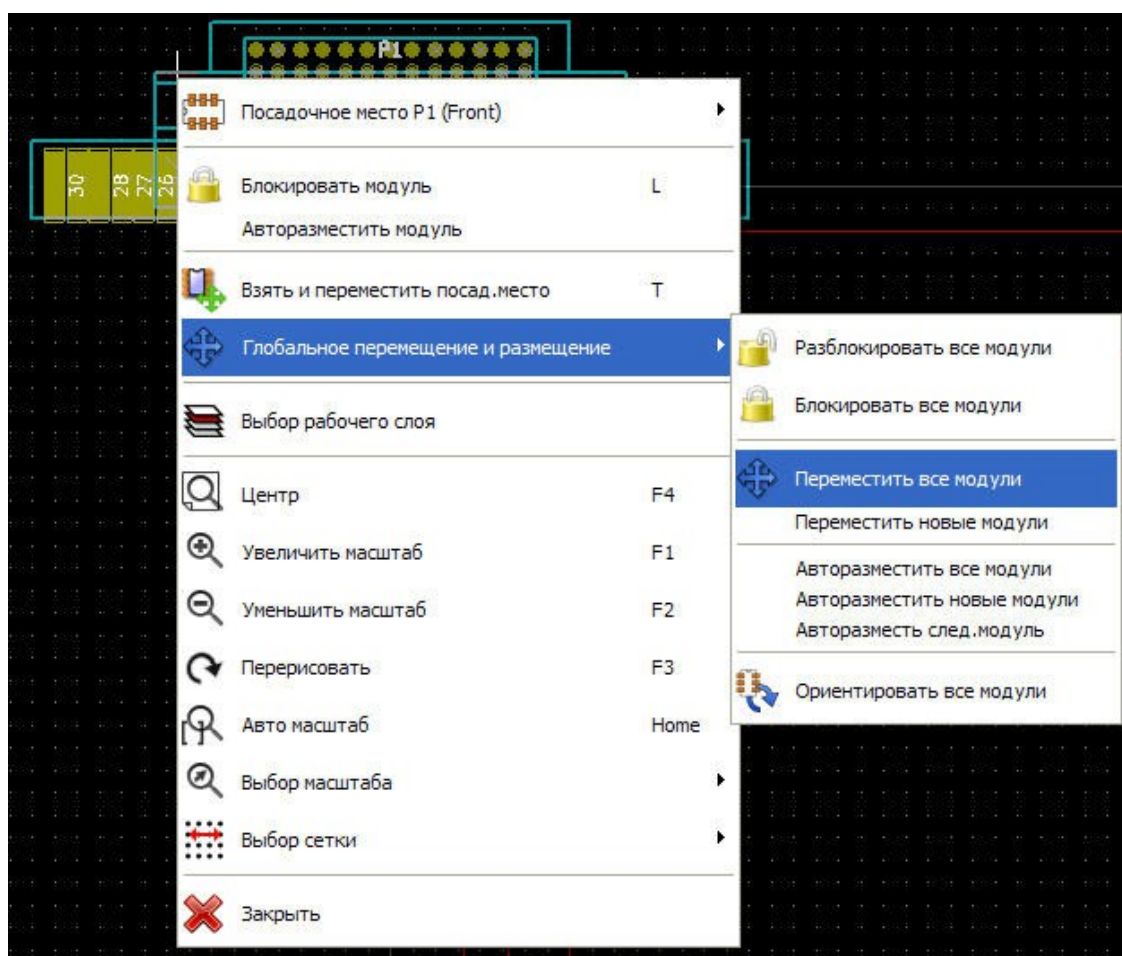 P1
Посадочное место P1 (Front)
30
28
27
26
Блокировать модуль L
Авторазместить модуль
Взять и переместить посад.место T
Глобальное перемещение и размещение
Выбор рабочего слоя
Центр F4
Увеличить масштаб F1
Уменьшить масштаб F2
Перерисовать F3
Авто масштаб Home
Выбор масштаба
Выбор сетки
Закрыть
Разблокировать все модули
Блокировать все модули
Переместить все модули
Переместить новые модули
Авторазместить все модули
Авторазместить новые модули
Авторазместь след.модуль
Ориентировать все модули